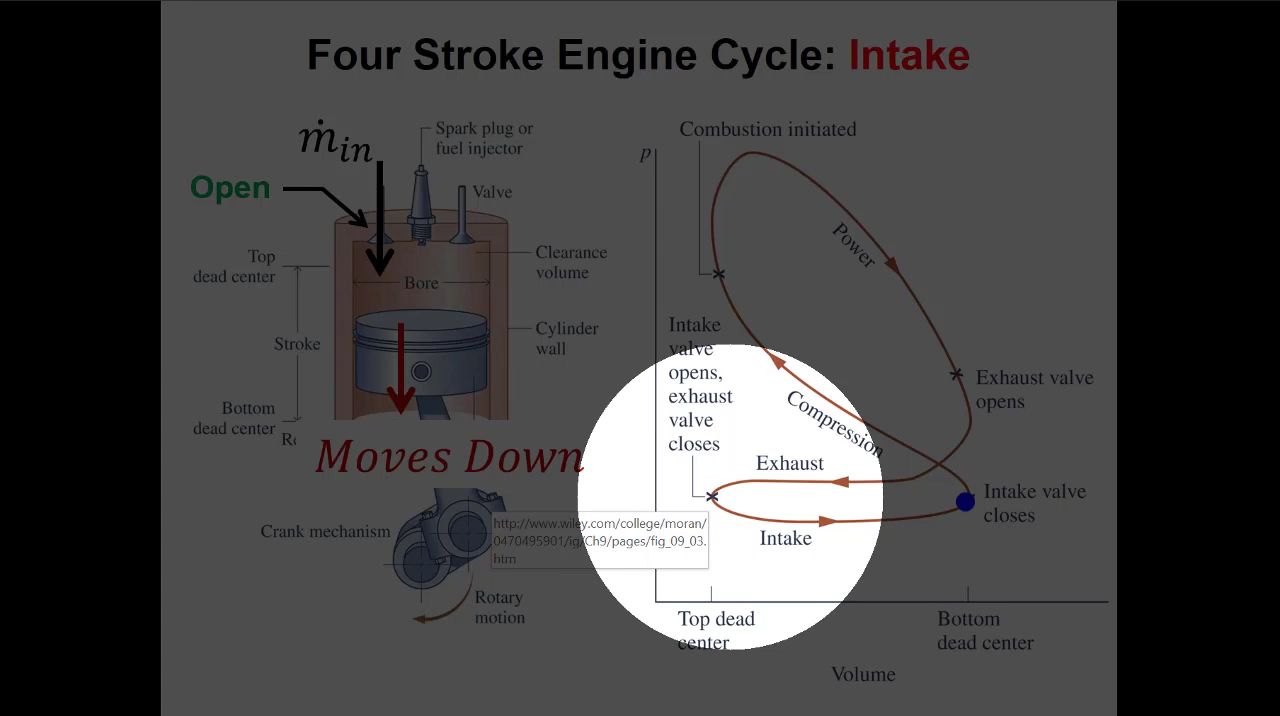 Four Stroke Engine Cycle: Intake
ṁin
Open
Spark plug or
fuel injector
Valve
Top
dead center
Clearance
volume
Bore
Stroke
Cylinder
wall
Bottom
dead center
Moves Down
Crank mechanism
http://www.wiley.com/college/moran/
0470495901/ig/Ch9/pages/fig_09_03.
htm
Rotary
motion
Combustion initiated
p
Power
Intake
valve
opens,
exhaust
valve
closes
Compression
Exhaust valve
opens
Exhaust
Intake valve
closes
Intake
Top dead
center
Bottom
dead center
Volume